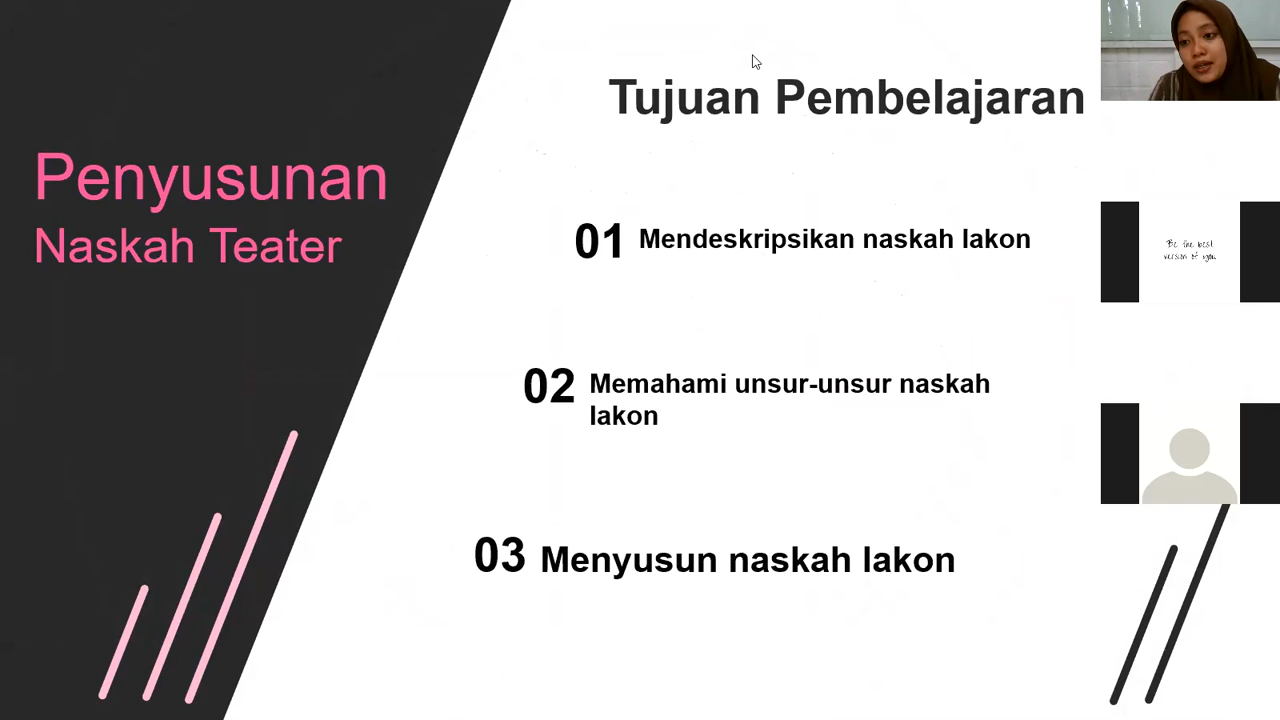 Penyusunan
Naskah Teater
Tujuan Pembelajaran
01 Mendeskripsikan naskah lakon
02 Memahami unsur-unsur naskah
lakon
03 Menyusun naskah lakon
Be the best
version of you